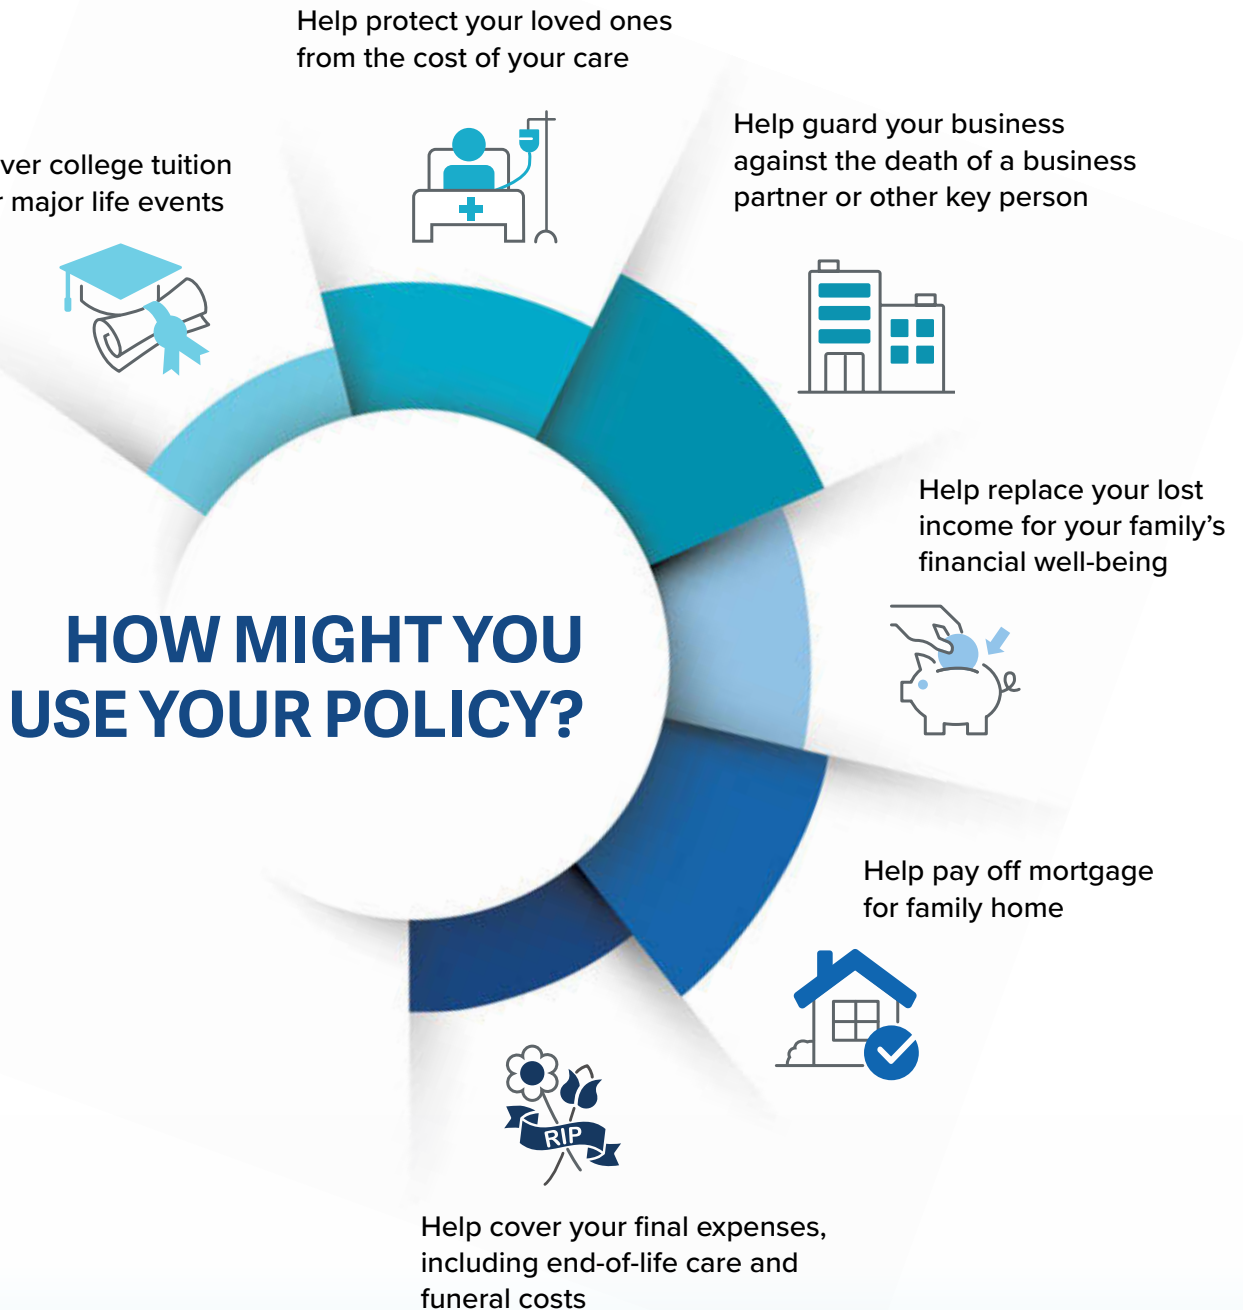 Help protect your loved ones
from the cost of your care
Help guard your business
against the death of a business
partner or other key person
college tuition
major life events
Help replace your lost
income for your family’s
financial well-being
HOW MIGHT YOU
USE YOUR POLICY?
Help pay off mortgage
for family home
RIP
Help cover your final expenses,
including end-of-life care and
funeral costs